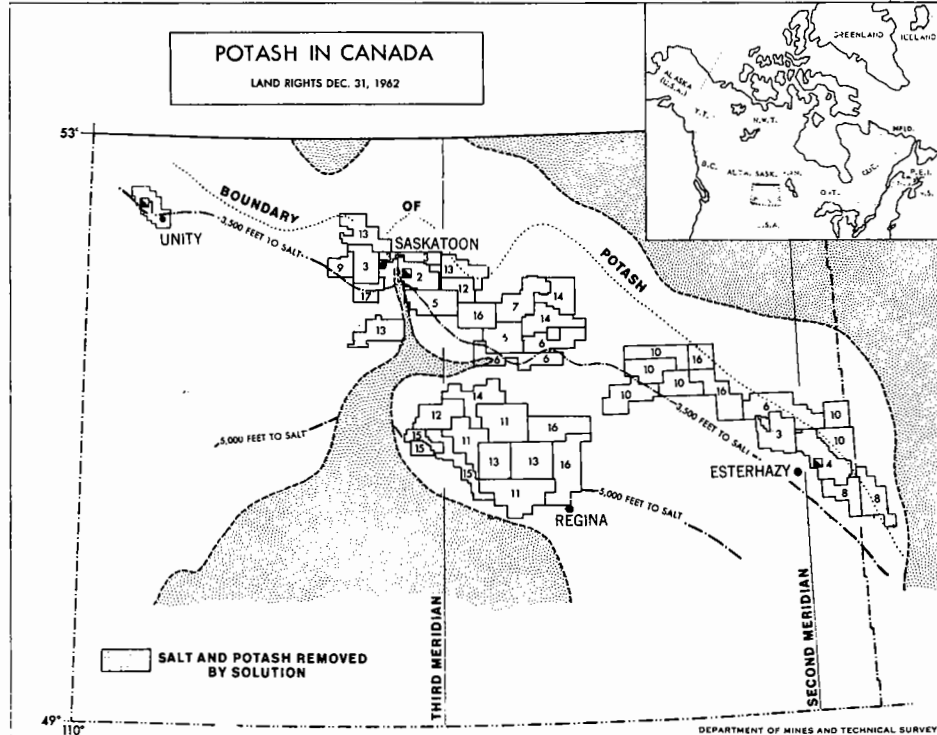 POTASH IN CANADA
LAND RIGHTS DEC. 31, 1962
GREENLAND
ICELAND
ALASKA
(U.S.A.)
Y.T.
N.W.T.
NFLD.
B.C.
ALTA.
SASK.
MAN.
ONT.
QUE.
P.E.I.
N.S.
U.S.A.
53°
BOUNDARY
OF
POTASH
UNITY
3,500 FEET TO SALT
13
SASKATOON
9
3
2
13
17
5
12
7
14
16
14
13
5
6
6
6
10
16
10
10
16
10
6
10
14
12
11
16
3
10
15
11
15
13
13
16
15
11
3,500 FEET TO SALT
5,000 FEET TO SALT
ESTERHAZY
4
8
8
REGINA
5,000 FEET TO SALT
SALT AND POTASH REMOVED
BY SOLUTION
THIRD MERIDIAN
SECOND MERIDIAN
49°
110°
DEPARTMENT OF MINES AND TECHNICAL SURVEY